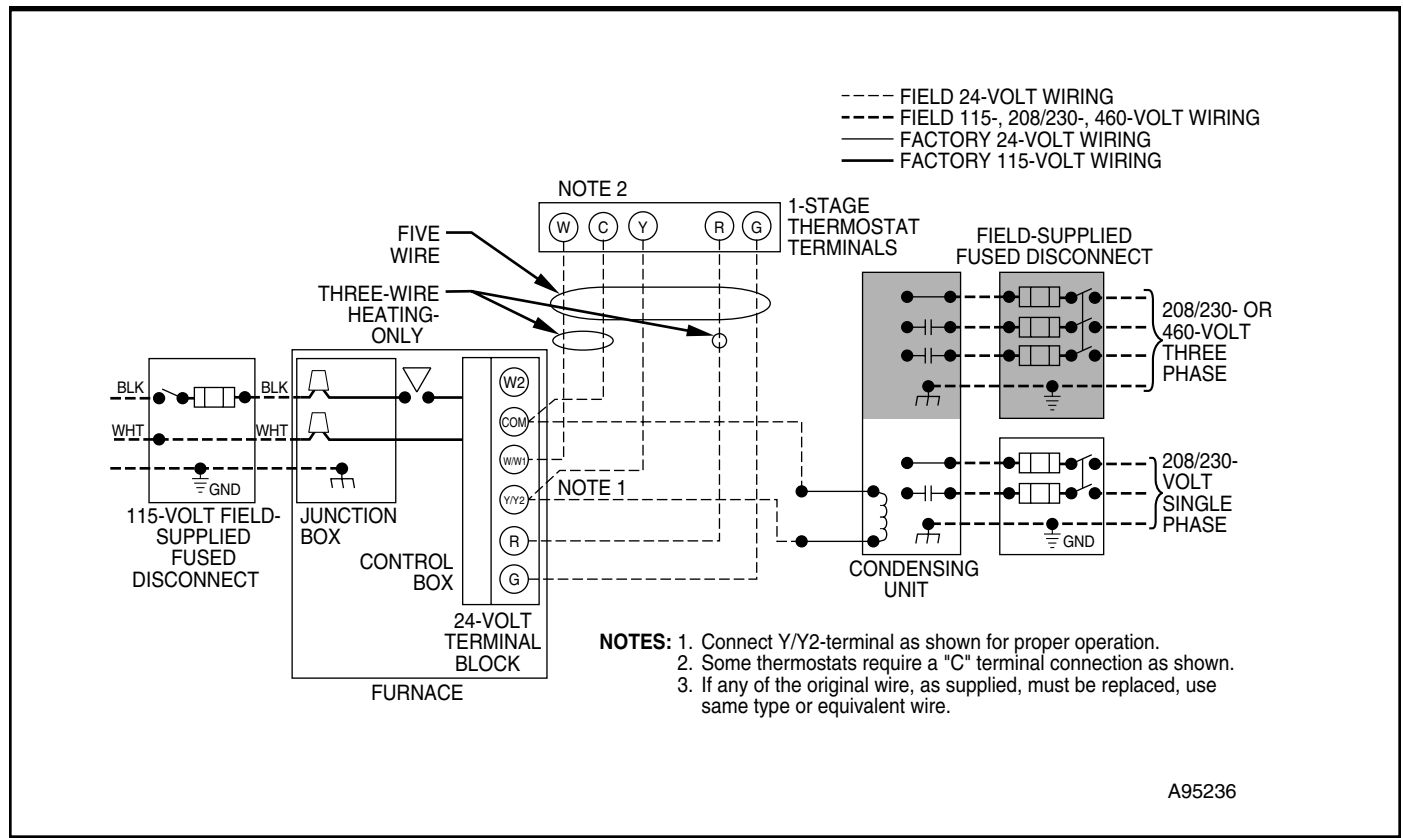 FIELD 24-VOLT WIRING
FIELD 115-, 208/230-, 460-VOLT WIRING
FACTORY 24-VOLT WIRING
FACTORY 115-VOLT WIRING
NOTE 2
W C Y R G
1-STAGE
THERMOSTAT
TERMINALS
FIVE
WIRE
THREE-WIRE
HEATING-
ONLY
FIELD-SUPPLIED
FUSED DISCONNECT
208/230- OR
460-VOLT
THREE
PHASE
BLK
BLK
WHT
WHT
GND
W2
COM
W/W1
Y/Y2
R
G
NOTE 1
115-VOLT FIELD-
SUPPLIED
FUSED
DISCONNECT
JUNCTION
BOX
CONTROL
BOX
24-VOLT
TERMINAL
BLOCK
FURNACE
208/230-
VOLT
SINGLE
PHASE
GND
CONDENSING
UNIT
NOTES: 1. Connect Y/Y2-terminal as shown for proper operation.
2. Some thermostats require a "C" terminal connection as shown.
3. If any of the original wire, as supplied, must be replaced, use
same type or equivalent wire.
A95236